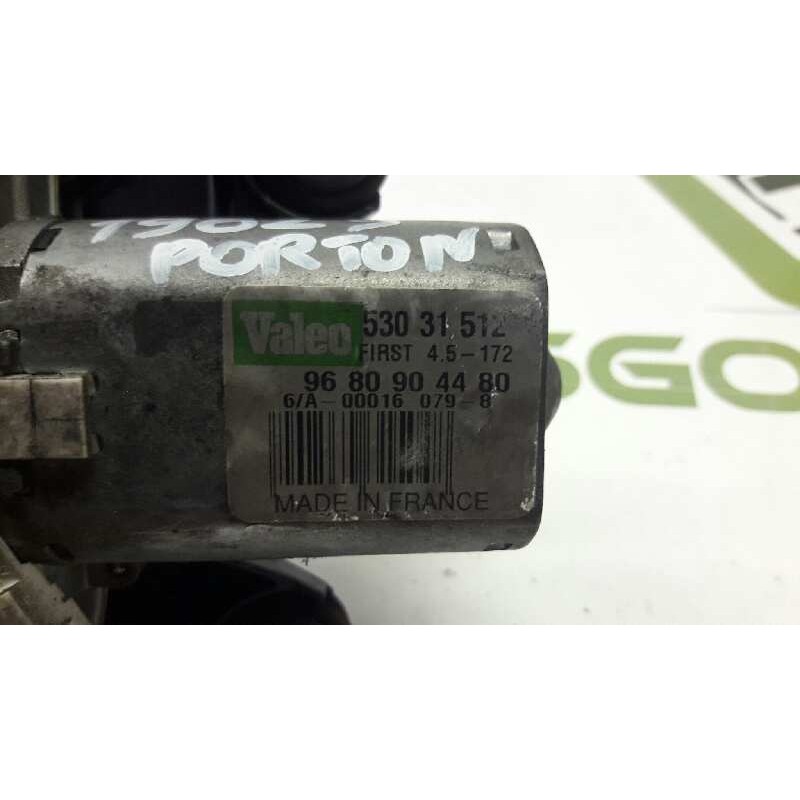 PORTON
Valeo 530 31 512
FIRST 4.5-172
96 80 90 44 80
6/A-00016 079-8
MADE IN FRANCE
SGO